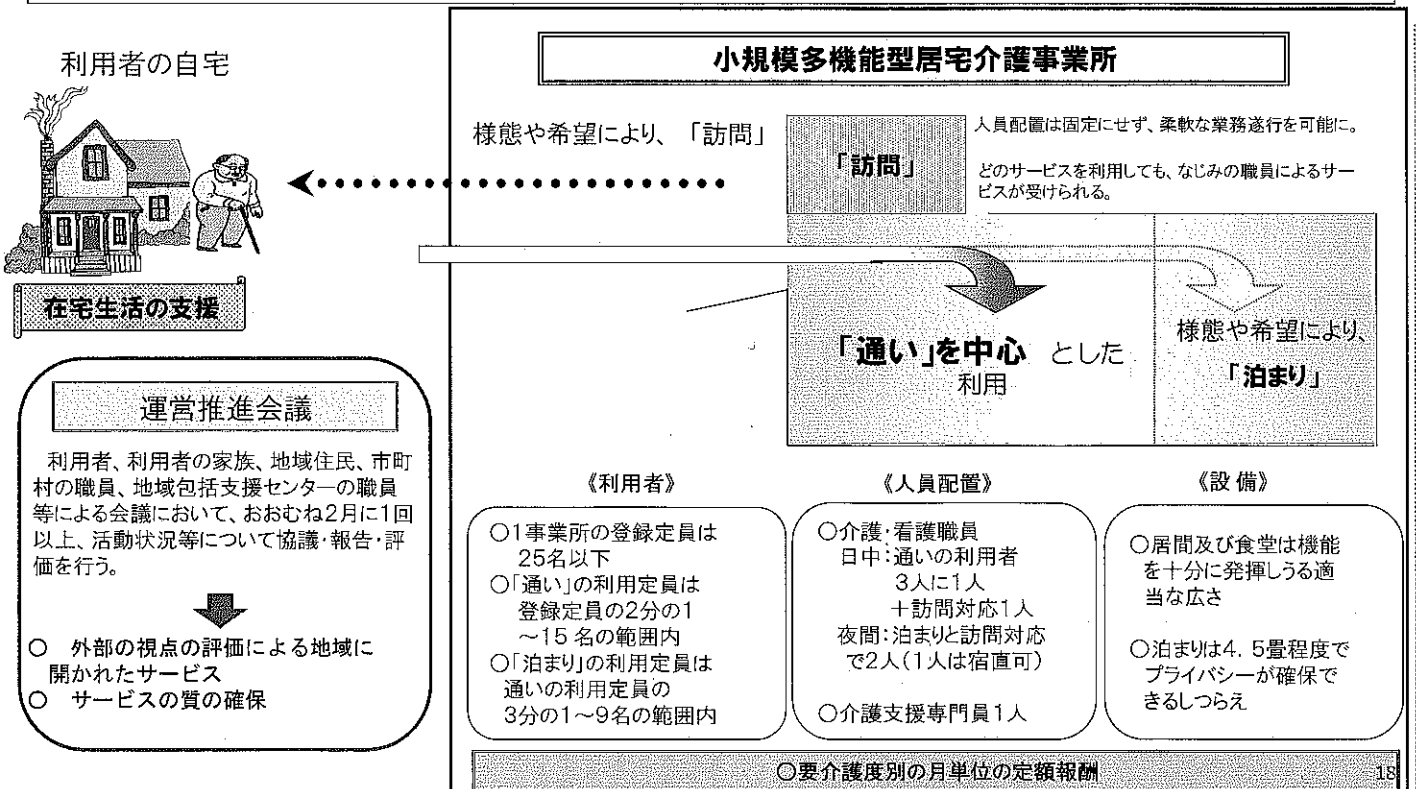 小規模多機能型居宅介護事業所
利用者の自宅
在宅生活の支援
様態や希望により、「訪問」
「訪問」
人員配置は固定にせず、柔軟な業務遂行を可能に。
どのサービスを利用しても、なじみの職員によるサー
ビスが受けられる。
「通い」を中心 とした
利用
様態や希望により、
「泊まり」
運営推進会議
利用者、利用者の家族、地域住民、市町
村の職員、地域包括支援センターの職員
等による会議において、おおむね2月に1回
以上、活動状況等について協議・報告・評
価を行う。
○ 外部の視点の評価による地域に
開かれたサービス
○ サービスの質の確保
《利用者》
○1事業所の登録定員は
25名以下
○「通い」の利用定員は
登録定員の2分の1
~15名の範囲内
○「泊まり」の利用定員は
通いの利用定員の
3分の1~9名の範囲内
《人員配置》
○介護・看護職員
日中:通いの利用者
3人に1人
+訪問対応1人
夜間:泊まりと訪問対応
で2人(1人は宿直可)
○介護支援専門員1人
《設 備》
○居間及び食堂は機能
を十分に発揮しうる適
当な広さ
○泊まりは4.5畳程度で
プライバシーが確保で
きるしつらえ
○要介護度別の月単位の定額報酬
18